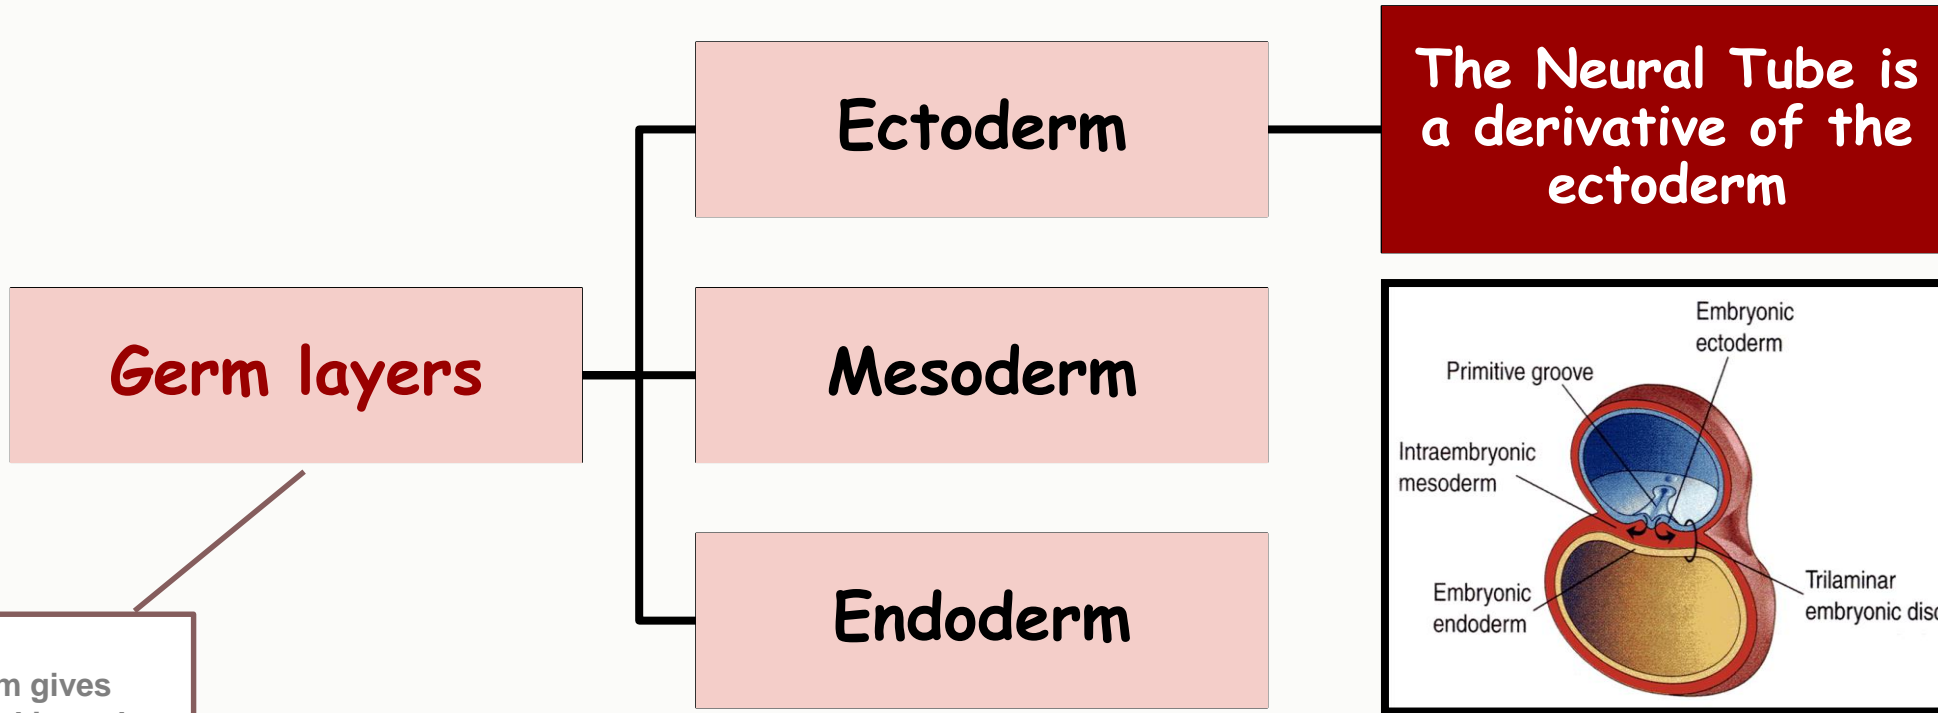 The Neural Tube is
a derivative of the
ectoderm
Ectoderm
Germ layers
Mesoderm
Endoderm
Embryonic
ectoderm
Primitive groove
Intraembryonic
mesoderm
Embryonic
endoderm
Trilaminar
embryonic
gives